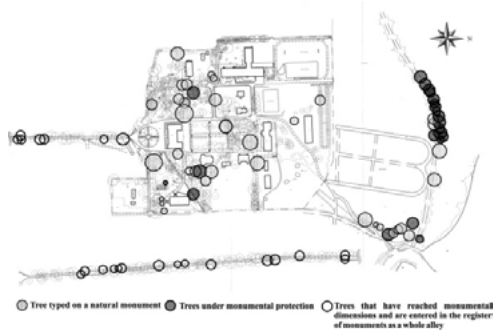 Tree typed on a natural monument
Trees under monumental protection
Trees that have reached monumental
dimensions and are entered in the register
of monuments as a whole alley